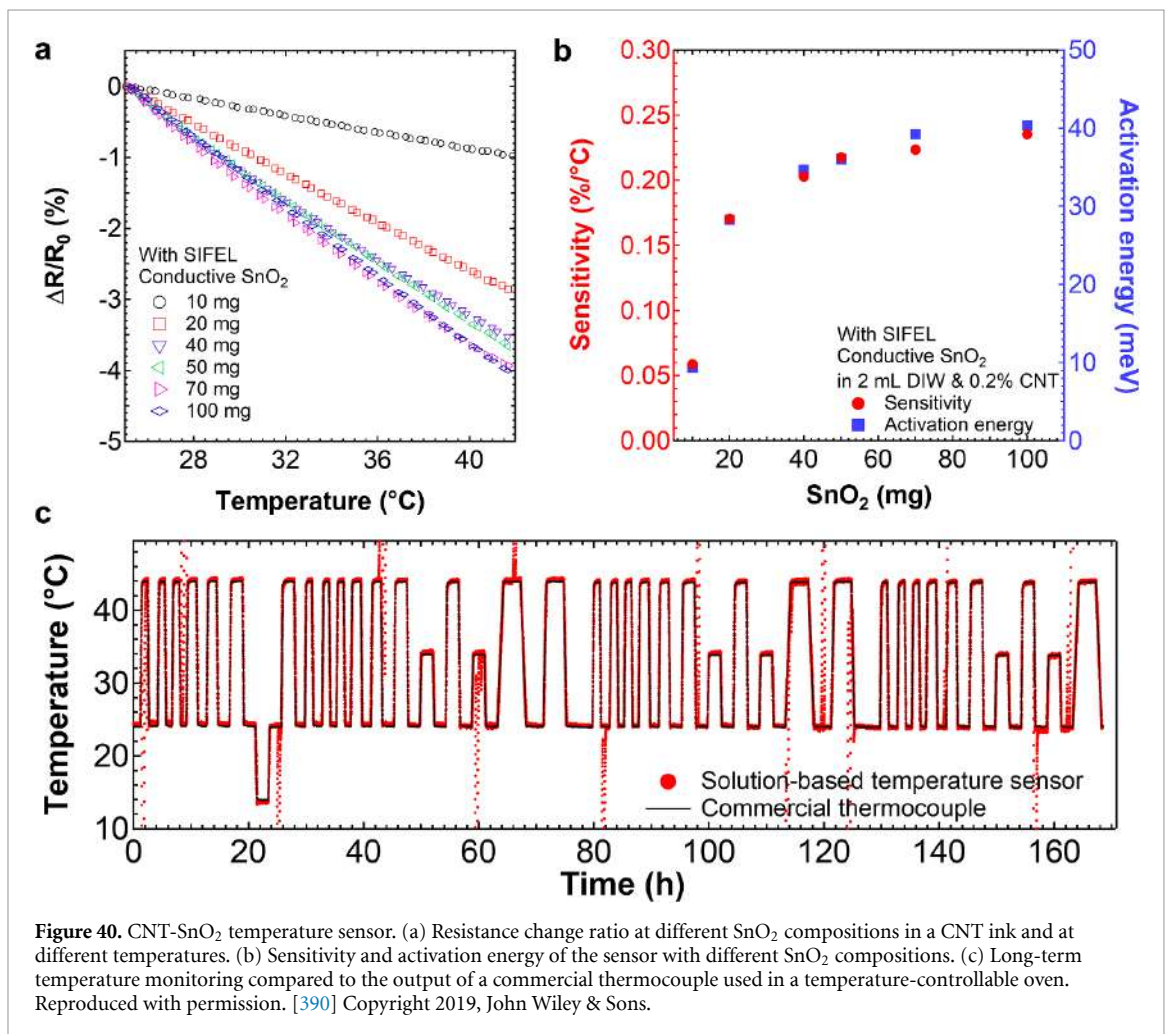 a
ΔR/R₀ (%)
0
-1
-2
-3
-4
-5
With SIFEL
Conductive SnO₂
10 mg
20 mg
40 mg
50 mg
70 mg
100 mg
28 32 36 40
Temperature (°C)
b
Sensitivity (%/°C)
0.30
0.25
0.20
0.15
0.10
0.05
0.00
50
40
30
20
10
0
Activation energy (meV)
With SIFEL
Conductive SnO₂
in 2 mL DIW & 0.2% CNT
Sensitivity
Activation energy
20 40 60 80 100
SnO₂ (mg)
c
Temperature (°C)
40
30
20
10
Solution-based temperature sensor
Commercial thermocouple
0 20 40 60 80 100 120 140 160
Time (h)
Figure 40. CNT-SnO₂ temperature sensor. (a) Resistance change ratio at different SnO₂ compositions in a CNT ink and at
different temperatures. (b) Sensitivity and activation energy of the sensor with different SnO₂ compositions. (c) Long-term
temperature monitoring compared to the output of a commercial thermocouple used in a temperature-controllable oven.
Reproduced with permission. [390] Copyright 2019, John Wiley & Sons.